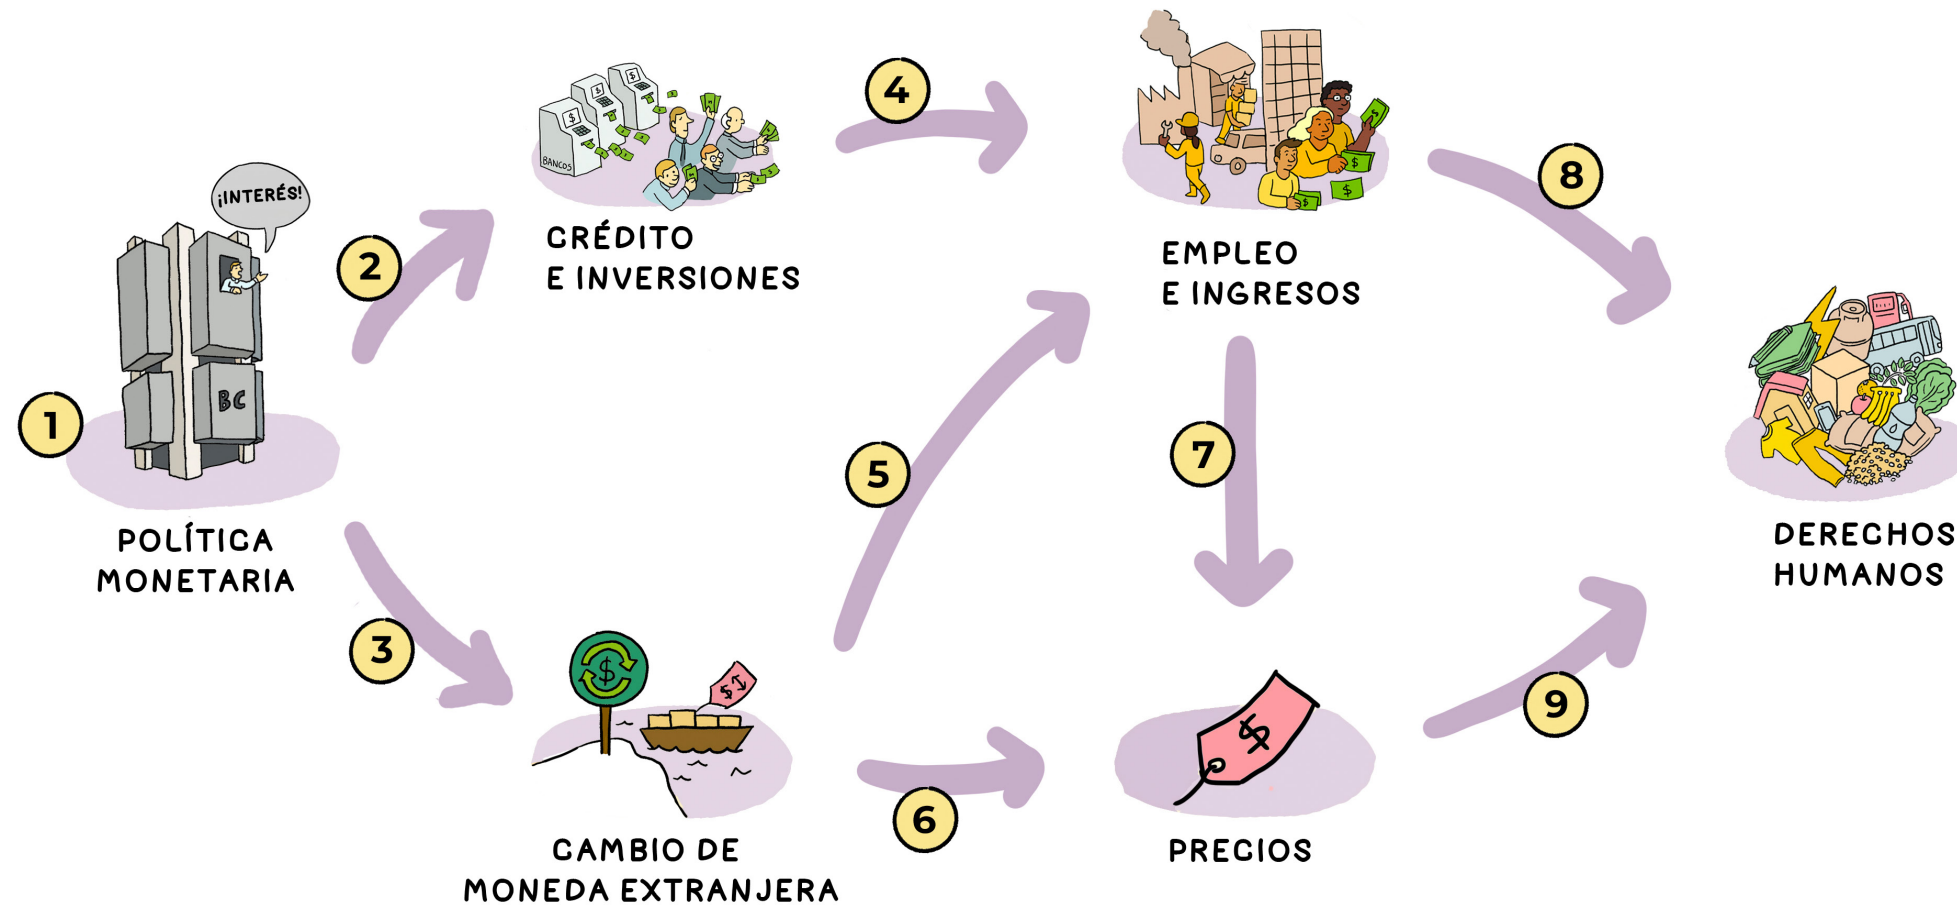 ¡INTERÉS!
BC
1
POLÍTICA
MONETARIA
2
3
$
$
$
BANCOS
CRÉDITO
E INVERSIONES
4
5
$
$
CAMBIO DE
MONEDA EXTRANJERA
6
$
$
$
$
EMPLEO
E INGRESOS
7
$
PRECIOS
8
9
DERECHOS
HUMANOS